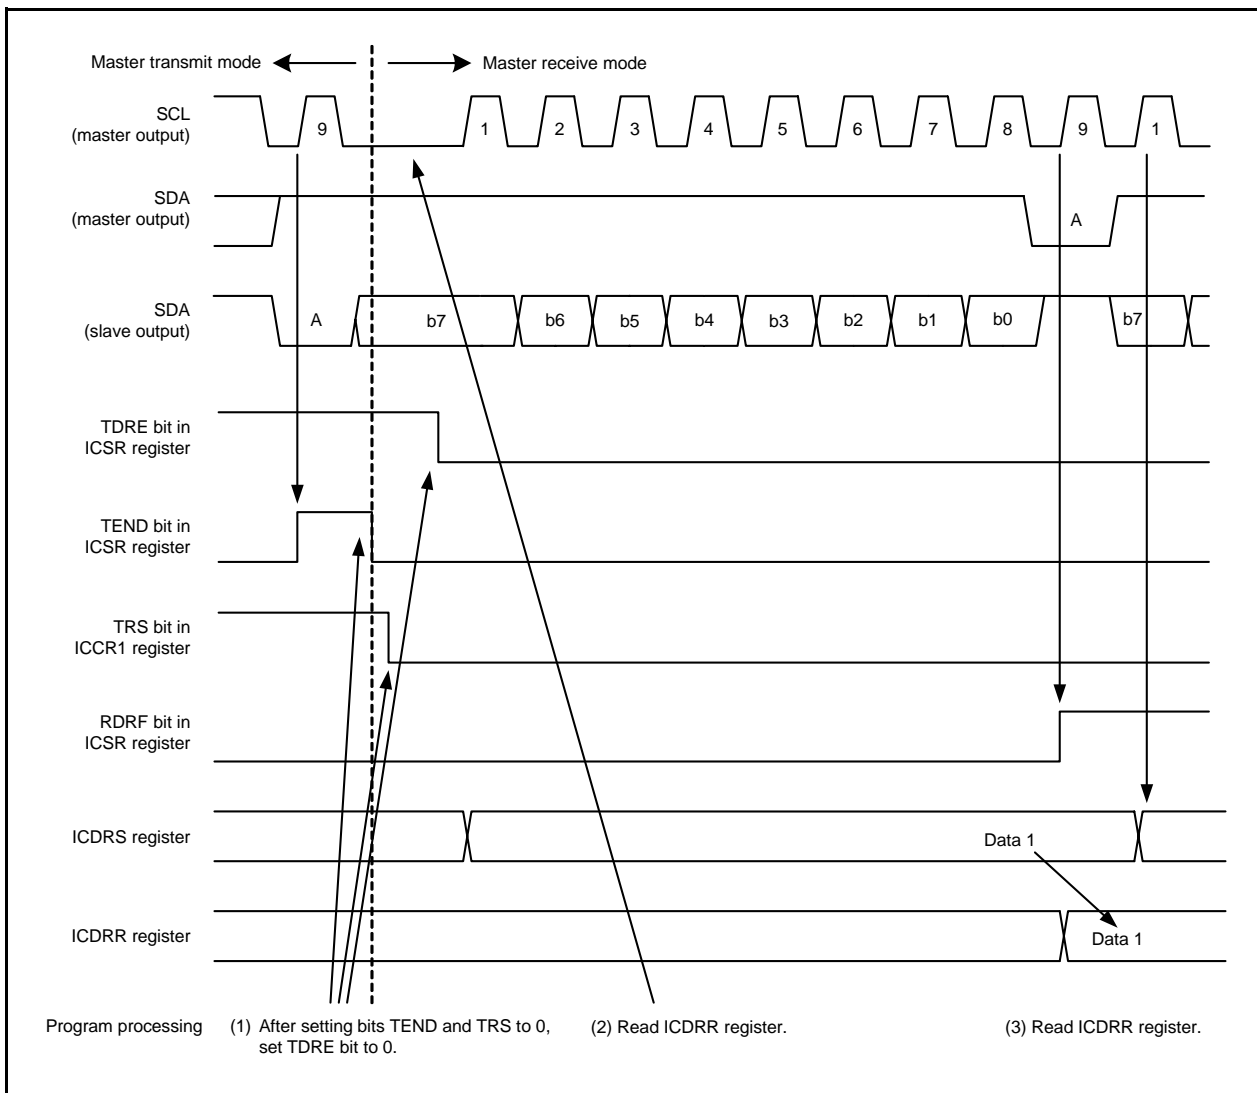 Master transmit mode
Master receive mode
SCL
(master output)
9
1
2
3
4
5
6
7
8
9
1
SDA
(master output)
A
SDA
(slave output)
A
b7
b6
b5
b4
b3
b2
b1
b0
b7
TDRE bit in
ICSR register
TEND bit in
ICSR register
TRS bit in
ICCR1 register
RDRF bit in
ICSR register
ICDRS register
Data 1
ICDRR register
Data 1
Program processing
(1) After setting bits TEND and TRS to 0,
set TDRE bit to 0.
(2) Read ICDRR register.
(3) Read ICDRR register.